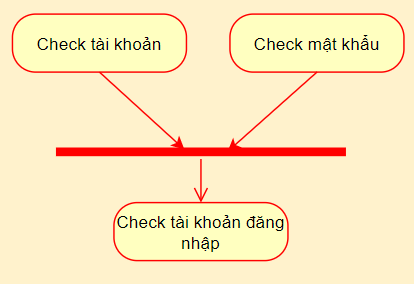 Check tài khoản
Check mật khẩu
Check tài khoản đăng
nhập